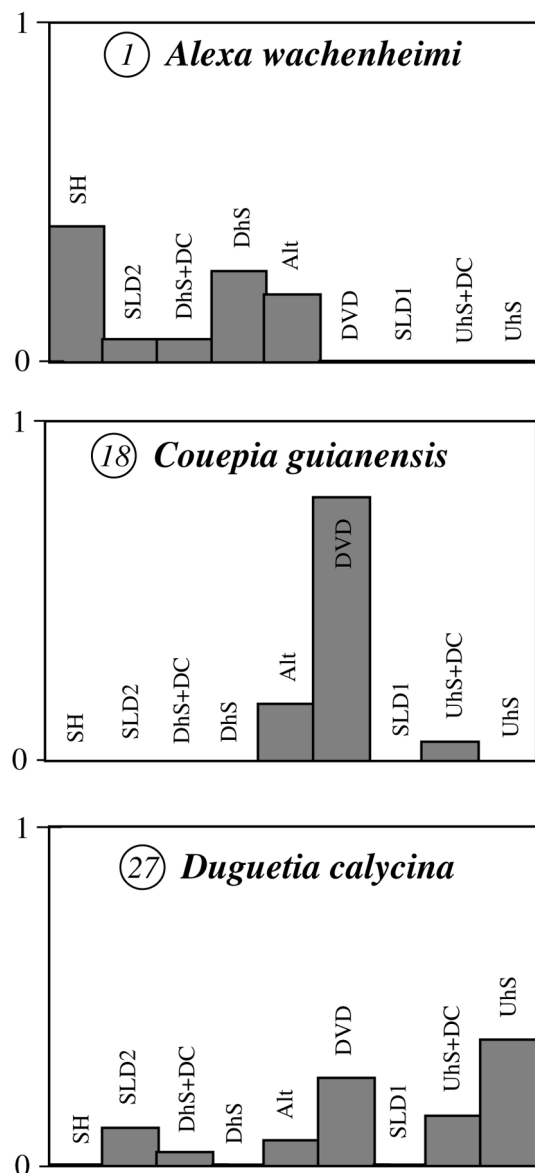 1
1 Alexa wachenheimi
SH
SLD2
DhS+DC
DhS
Alt
DVD
SLD1
UhS+DC
UhS
0
1
18 Couepia guianensis
SH
SLD2
DhS+DC
DhS
Alt
DVD
SLD1
UhS+DC
UhS
0
1
27 Duguetia calycina
SH
SLD2
DhS+DC
DhS
Alt
DVD
SLD1
UhS+DC
UhS
0